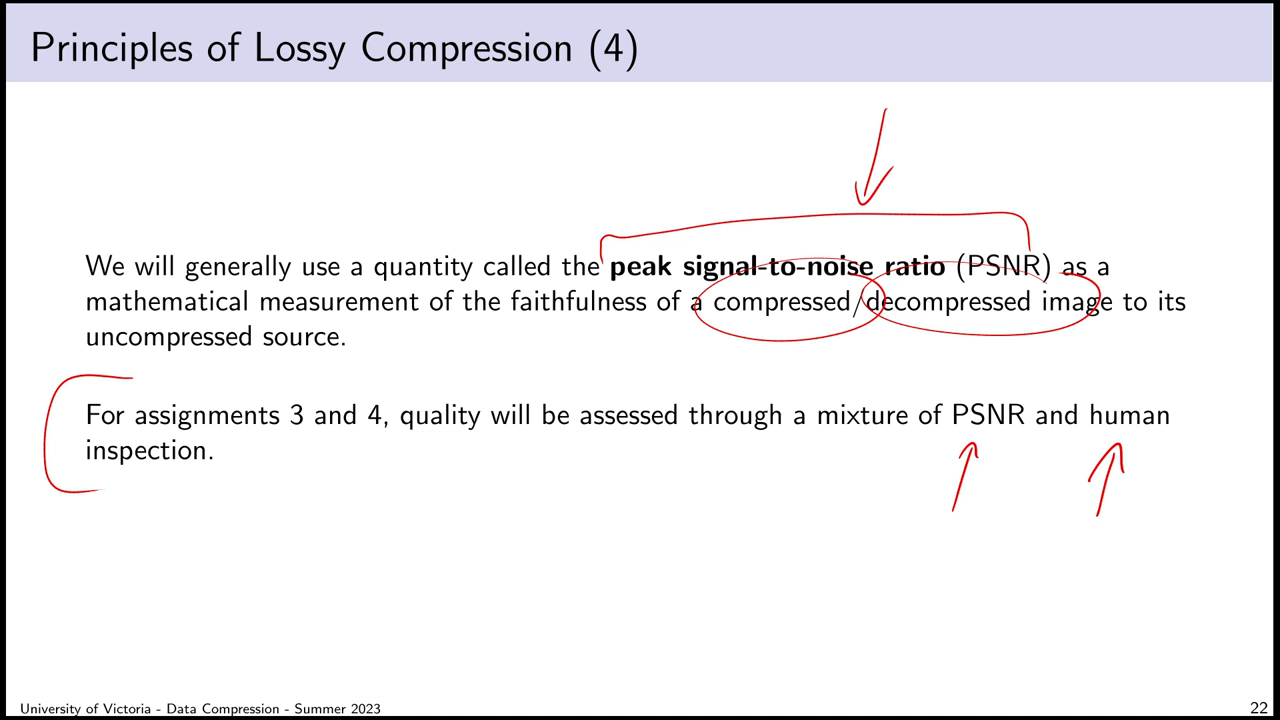 Principles of Lossy Compression (4)
We will generally use a quantity called the peak signal-to-noise ratio (PSNR) as a
mathematical measurement of the faithfulness of a compressed/decompressed image to its
uncompressed source.
For assignments 3 and 4, quality will be assessed through a mixture of PSNR and human
inspection.
University of Victoria - Data Compression - Summer 2023
22